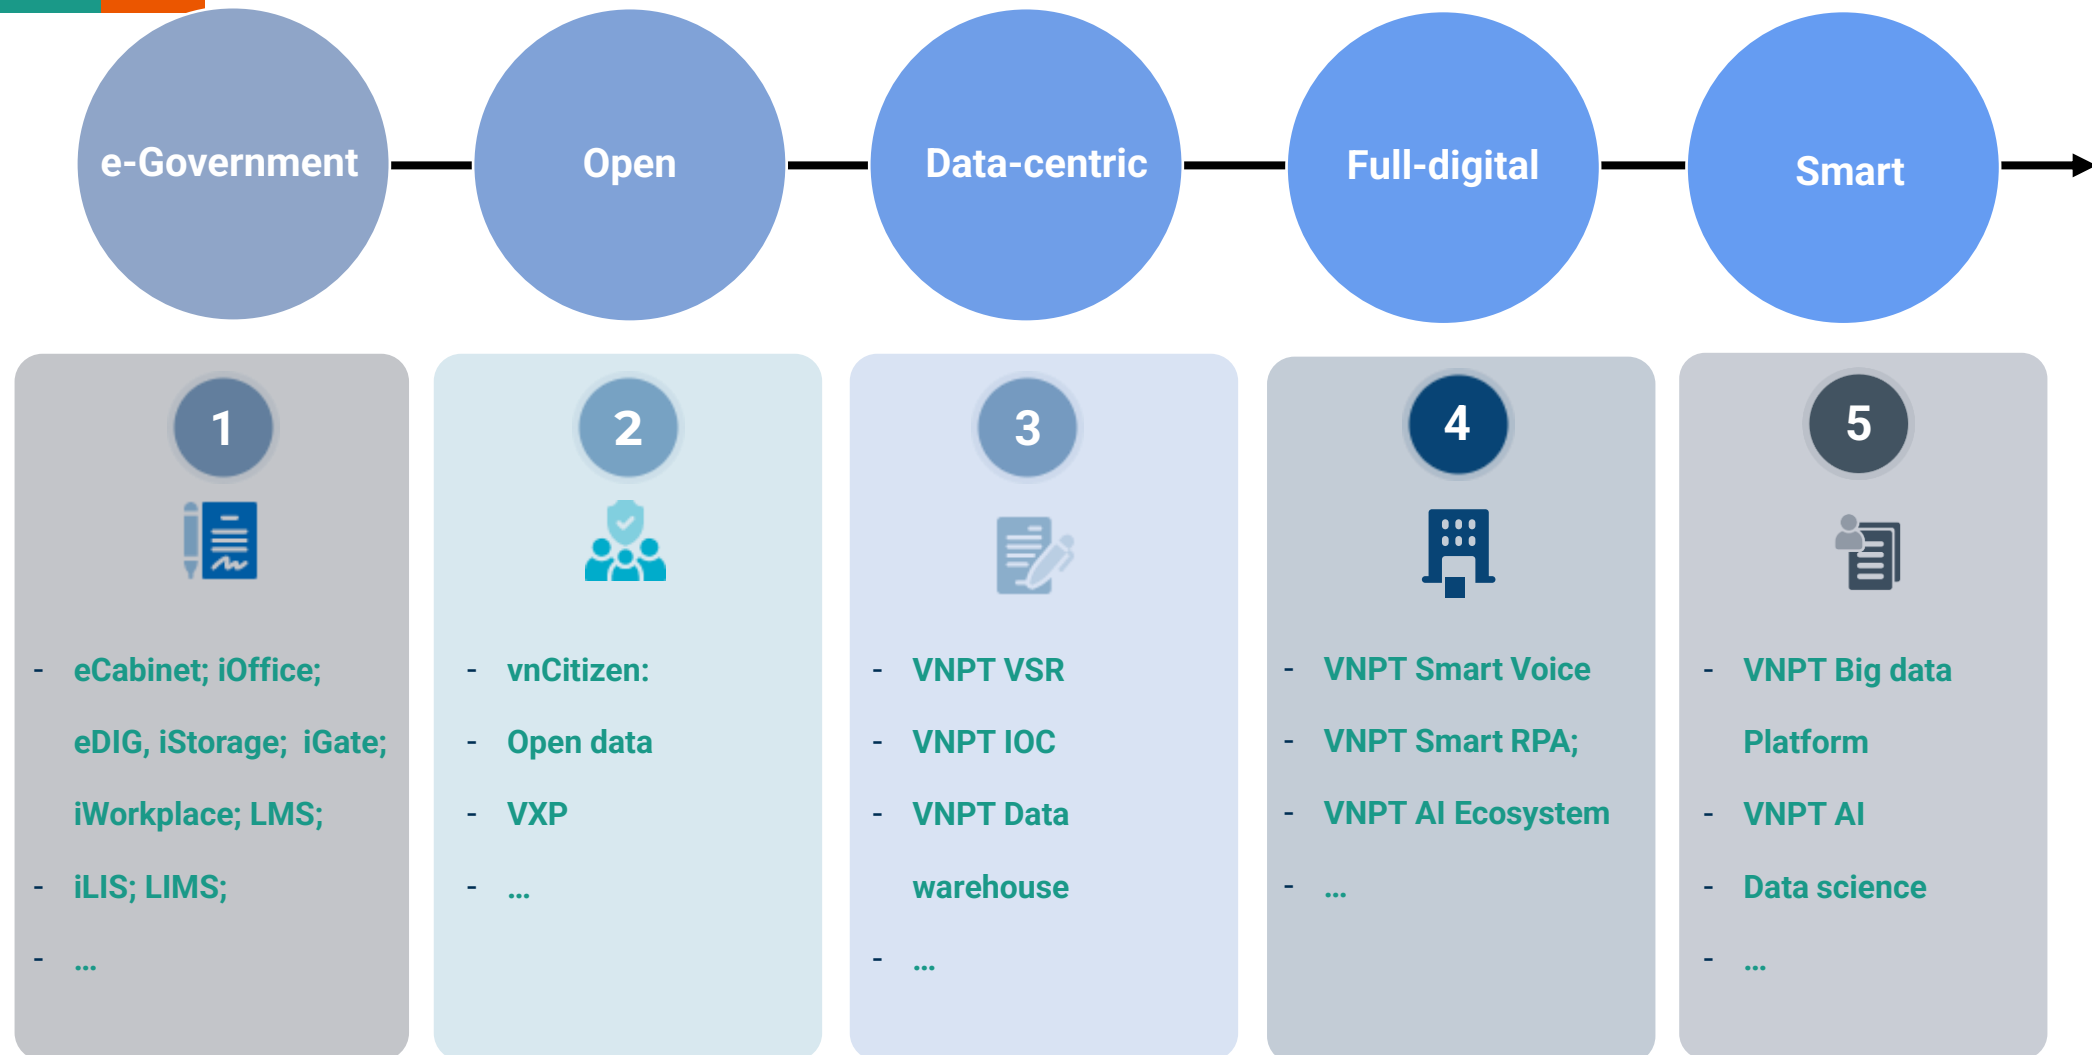 e-Government
Open
Data-centric
Full-digital
Smart
1
- eCabinet; iOffice;
eDIG, iStorage; iGate;
iWorkplace; LMS;
- iLIS; LIMS;
- ...
2
- vnCitizen:
- Open data
- VXP
- ...
3
- VNPT VSR
- VNPT IOC
- VNPT Data
warehouse
- ...
4
- VNPT Smart Voice
- VNPT Smart RPA;
- VNPT AI Ecosystem
- ...
5
- VNPT Big data
Platform
- VNPT AI
- Data science
- ...